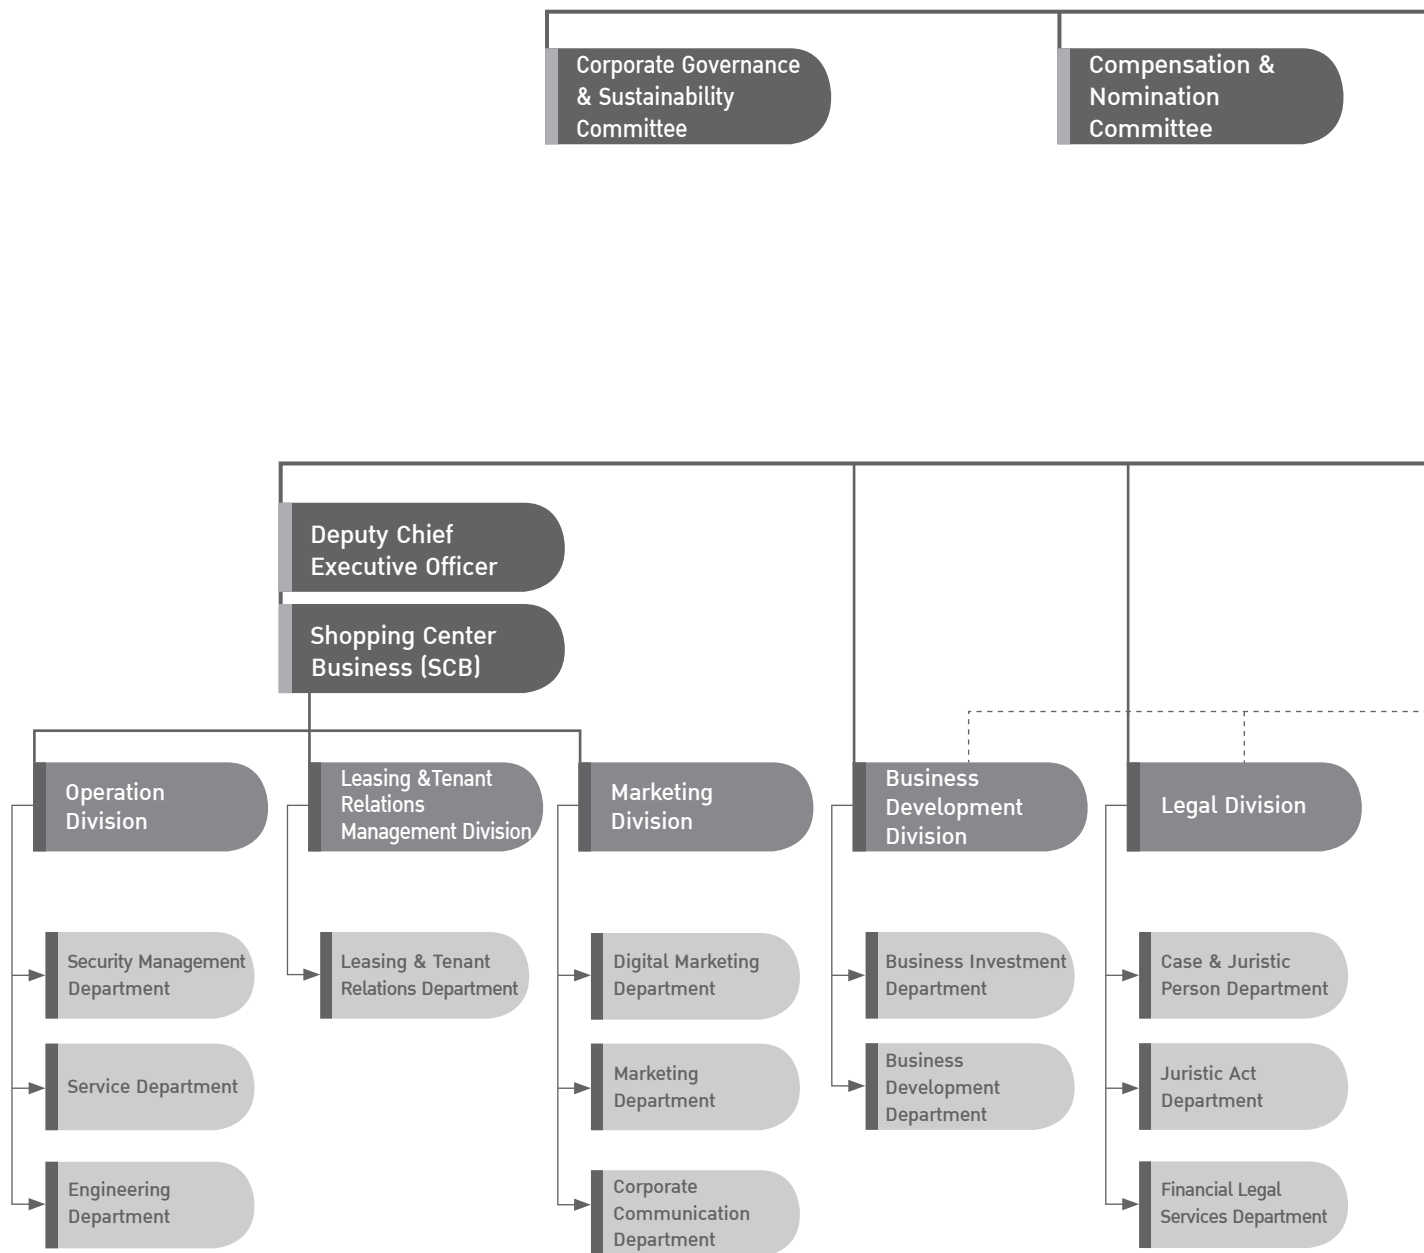 Corporate Governance
& Sustainability
Committee
Compensation &
Nomination
Committee
Deputy Chief
Executive Officer
Shopping Center
Business (SCB)
Operation
Division
Leasing &Tenant
Relations
Management Division
Marketing
Division
Business
Development
Division
Legal Division
Security Management
Department
Leasing & Tenant
Relations Department
Digital Marketing
Department
Business Investment
Department
Case & Juristic
Person Department
Service Department
Marketing
Department
Business
Development
Department
Juristic Act
Department
Engineering
Department
Corporate
Communication
Department
Financial Legal
Services Department